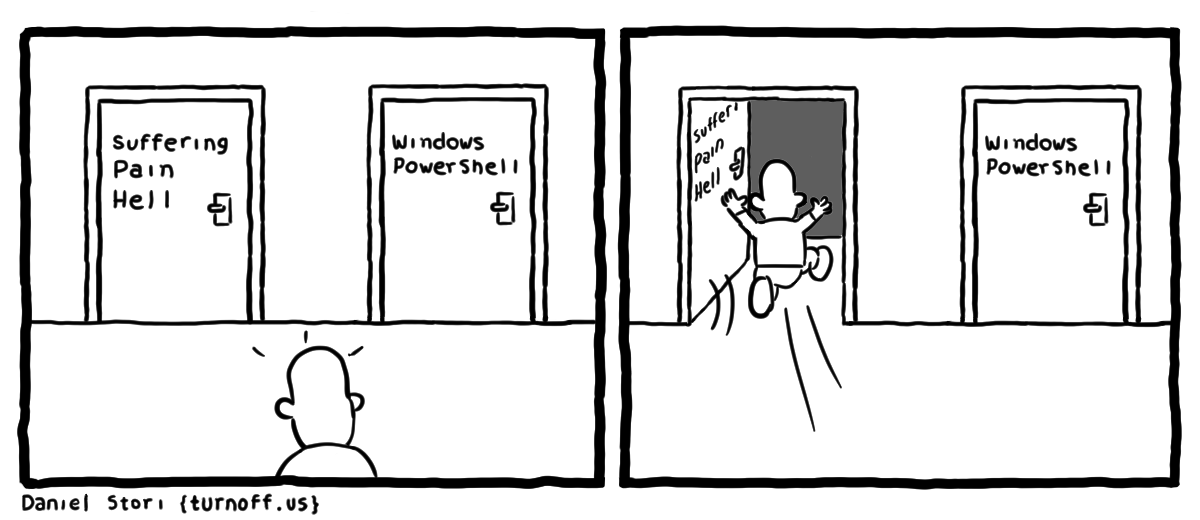 Suffering
Pain
Hell
Windows
PowerShell
Sufferi
Pain
Hell
Windows
PowerShell
Daniel Stori {turnoff.us}